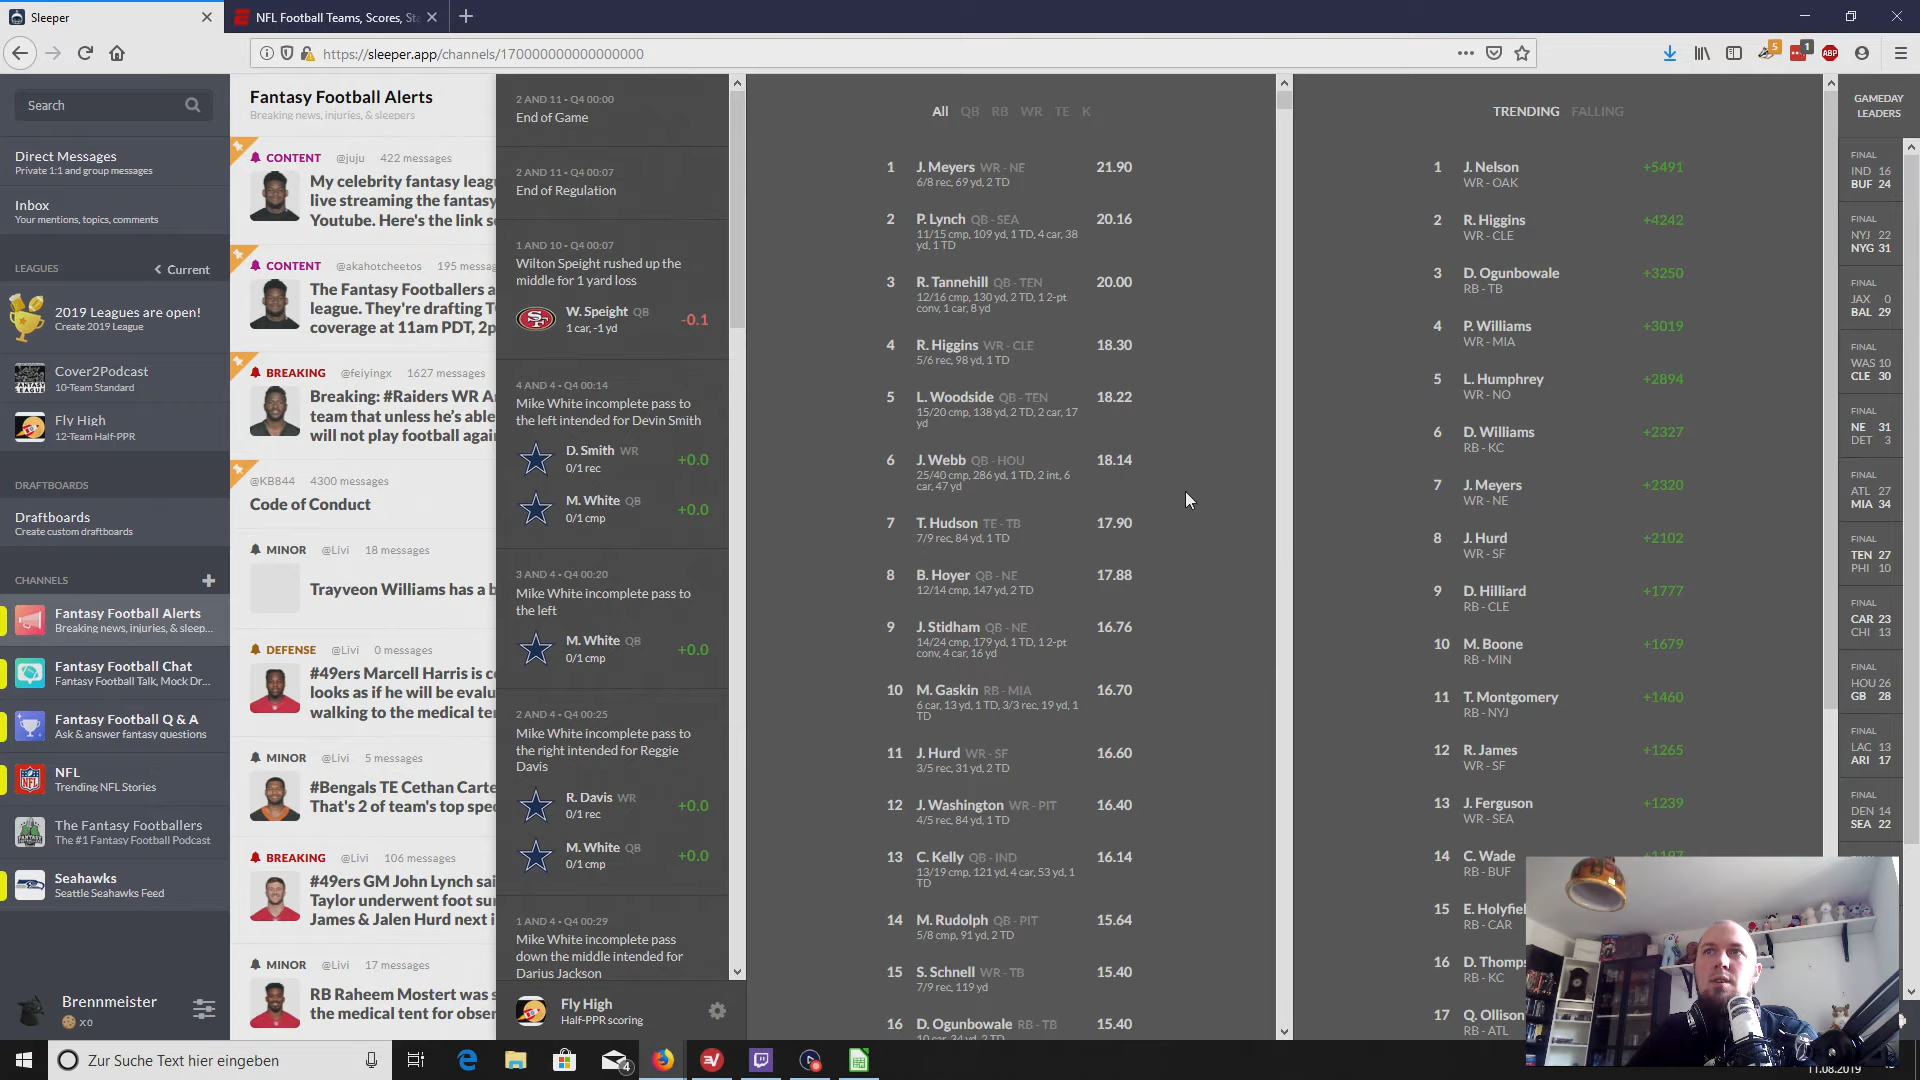 Sleeper
NFL Football Teams, Scores, Sta
https://sleeper.app/channels/170000000000000000
5
1
ABP
Search
Direct Messages
Private 1:1 and group messages
Inbox
Your mentions, topics, comments
LEAGUES
Current
2019 Leagues are open!
Create 2019 League
Cover2Podcast
10-Team Standard
Fly High
12-Team Half-PPR
DRAFTBOARDS
Draftboards
Create custom draftboards
CHANNELS
Fantasy Football Alerts
Breaking news, injuries, & sleep...
Fantasy Football Chat
Fantasy Football Talk, Mock Dr...
Fantasy Football Q & A
Ask & answer fantasy questions
NFL
Trending NFL Stories
The Fantasy Footballers
The #1 Fantasy Football Podcast
Seahawks
Seattle Seahawks Feed
Brennmeister
X0
Fantasy Football Alerts
Breaking news, injuries, & sleepers
CONTENT @juju 422 messages
My celebrity fantasy leag
live streaming the fantasy
Youtube. Here's the link s
CONTENT @akahotcheetos 195 messag
The Fantasy Footballers a
league. They're drafting T
coverage at 11am PDT, 2p
BREAKING @feiyingx 1627 messages
Breaking: #Raiders WR A
team that unless he's able
will not play football agai
@KB844 4300 messages
Code of Conduct
MINOR @Livi 18 messages
Trayveon Williams has a b
DEFENSE @Livi 0 messages
#49ers Marcell Harris is c
looks as if he will be evalu
walking to the medical te
MINOR @Livi 5 messages
#Bengals TE Cethan Carte
That's 2 of team's top spe
BREAKING @Livi 106 messages
#49ers GM John Lynch sai
Taylor underwent foot su
James & Jalen Hurd next i
MINOR @Livi 17 messages
RB Raheem Mostert was s
the medical tent for obser
2 AND 11 - Q4 00:00
End of Game
2 AND 11 - Q4 00:07
End of Regulation
1 AND 10 - Q4 00:07
Wilton Speight rushed up the
middle for 1 yard loss
W. Speight QB
1 car, -1 yd
-0.1
4 AND 4 - Q4 00:14
Mike White incomplete pass to
the left intended for Devin Smith
D. Smith WR
0/1 rec
+0.0
M. White QB
0/1 cmp
+0.0
3 AND 4 - Q4 00:20
Mike White incomplete pass to
the left
M. White QB
0/1 cmp
+0.0
2 AND 4 - Q4 00:25
Mike White incomplete pass to
the right intended for Reggie
Davis
R. Davis WR
0/1 rec
+0.0
M. White QB
0/1 cmp
+0.0
1 AND 4 - Q4 00:29
Mike White incomplete pass
down the middle intended for
Darius Jackson
Fly High
Half-PPR scoring
All QB RB WR TE K
1 J. Meyers WR - NE 21.90
6/8 rec, 69 yd, 2 TD
2 P. Lynch QB - SEA 20.16
11/15 cmp, 109 yd, 1 TD, 4 car, 38
yd, 1 TD
3 R. Tannehill QB - TEN 20.00
12/16 cmp, 130 yd, 2 TD, 1 2-pt
conv, 1 car, 8 yd
4 R. Higgins WR - CLE 18.30
5/6 rec, 98 yd, 1 TD
5 L. Woodside QB - TEN 18.22
15/20 cmp, 138 yd, 2 TD, 2 car, 17
yd
6 J. Webb QB - HOU 18.14
25/40 cmp, 286 yd, 1 TD, 2 int, 6
car, 47 yd
7 T. Hudson TE - TB 17.90
7/9 rec, 84 yd, 1 TD
8 B. Hoyer QB - NE 17.88
12/14 cmp, 147 yd, 2 TD
9 J. Stidham QB - NE 16.76
14/24 cmp, 179 yd, 1 TD, 1 2-pt
conv, 4 car, 16 yd
10 M. Gaskin RB - MIA 16.70
6 car, 13 yd, 1 TD, 3/3 rec, 19 yd, 1
TD
11 J. Hurd WR - SF 16.60
3/5 rec, 31 yd, 2 TD
12 J. Washington WR - PIT 16.40
4/5 rec, 84 yd, 1 TD
13 C. Kelly QB - IND 16.14
13/19 cmp, 121 yd, 4 car, 53 yd, 1
TD
14 M. Rudolph QB - PIT 15.64
5/8 cmp, 91 yd, 2 TD
15 S. Schnell WR - TB 15.40
7/9 rec, 119 yd
16 D. Ogunbowale RB - TB 15.40
10 car, 34 yd, 2 TD
TRENDING FALLING
1 J. Nelson +5491
WR - OAK
2 R. Higgins +4242
WR - CLE
3 D. Ogunbowale +3250
RB - TB
4 P. Williams +3019
WR - MIA
5 L. Humphrey +2894
WR - NO
6 D. Williams +2327
RB - KC
7 J. Meyers +2320
WR - NE
8 J. Hurd +2102
WR - SF
9 D. Hilliard +1777
RB - CLE
10 M. Boone +1679
RB - MIN
11 T. Montgomery +1460
RB - NYJ
12 R. James +1265
WR - SF
13 J. Ferguson +1239
WR - SEA
14 C. Wade
RB - BUF
15 E. Holyfiel
RB - CAR
16 D. Thomps
RB - KC
17 Q. Ollison
RB - ATL
GAMEDAY
LEADERS
FINAL
IND 16
BUF 24
FINAL
NYJ 22
NYG 31
FINAL
JAX 0
BAL 29
FINAL
WAS 10
CLE 30
FINAL
NE 31
DET 3
FINAL
ATL 27
MIA 34
FINAL
TEN 27
PHI 10
FINAL
CAR 23
CHI 13
FINAL
HOU 26
GB 28
FINAL
LAC 13
ARI 17
FINAL
DEN 14
SEA 22
Zur Suche Text hier eingeben
4
11.08.2019